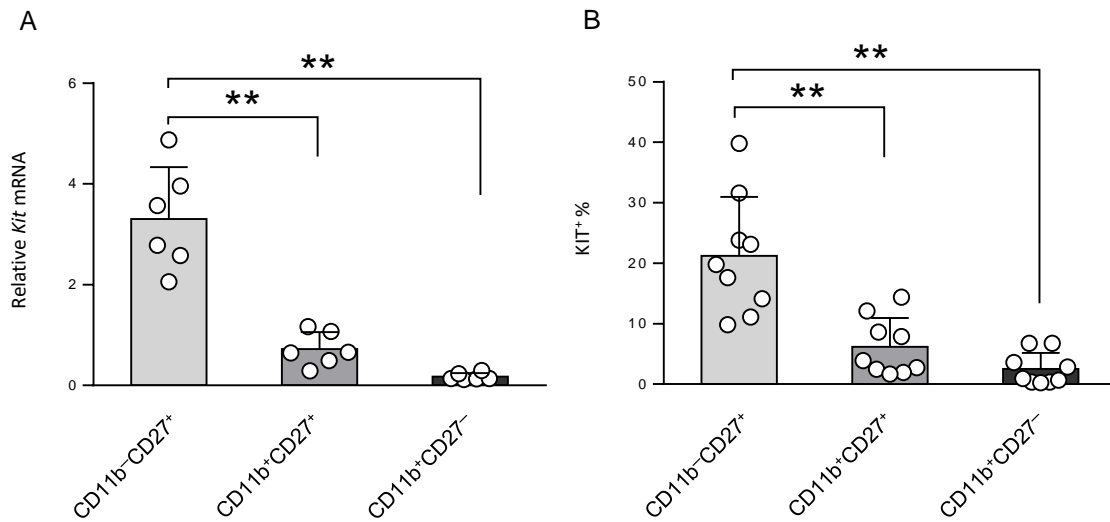 A
**
**
6
4
2
0
Relative Kit mRNA
CD11b⁻CD27⁺
CD11b⁺CD27⁺
CD11b⁺CD27⁻
B
**
**
50
40
30
20
10
0
KIT⁺ %
CD11b⁻CD27⁺
CD11b⁺CD27⁺
CD11b⁺CD27⁻